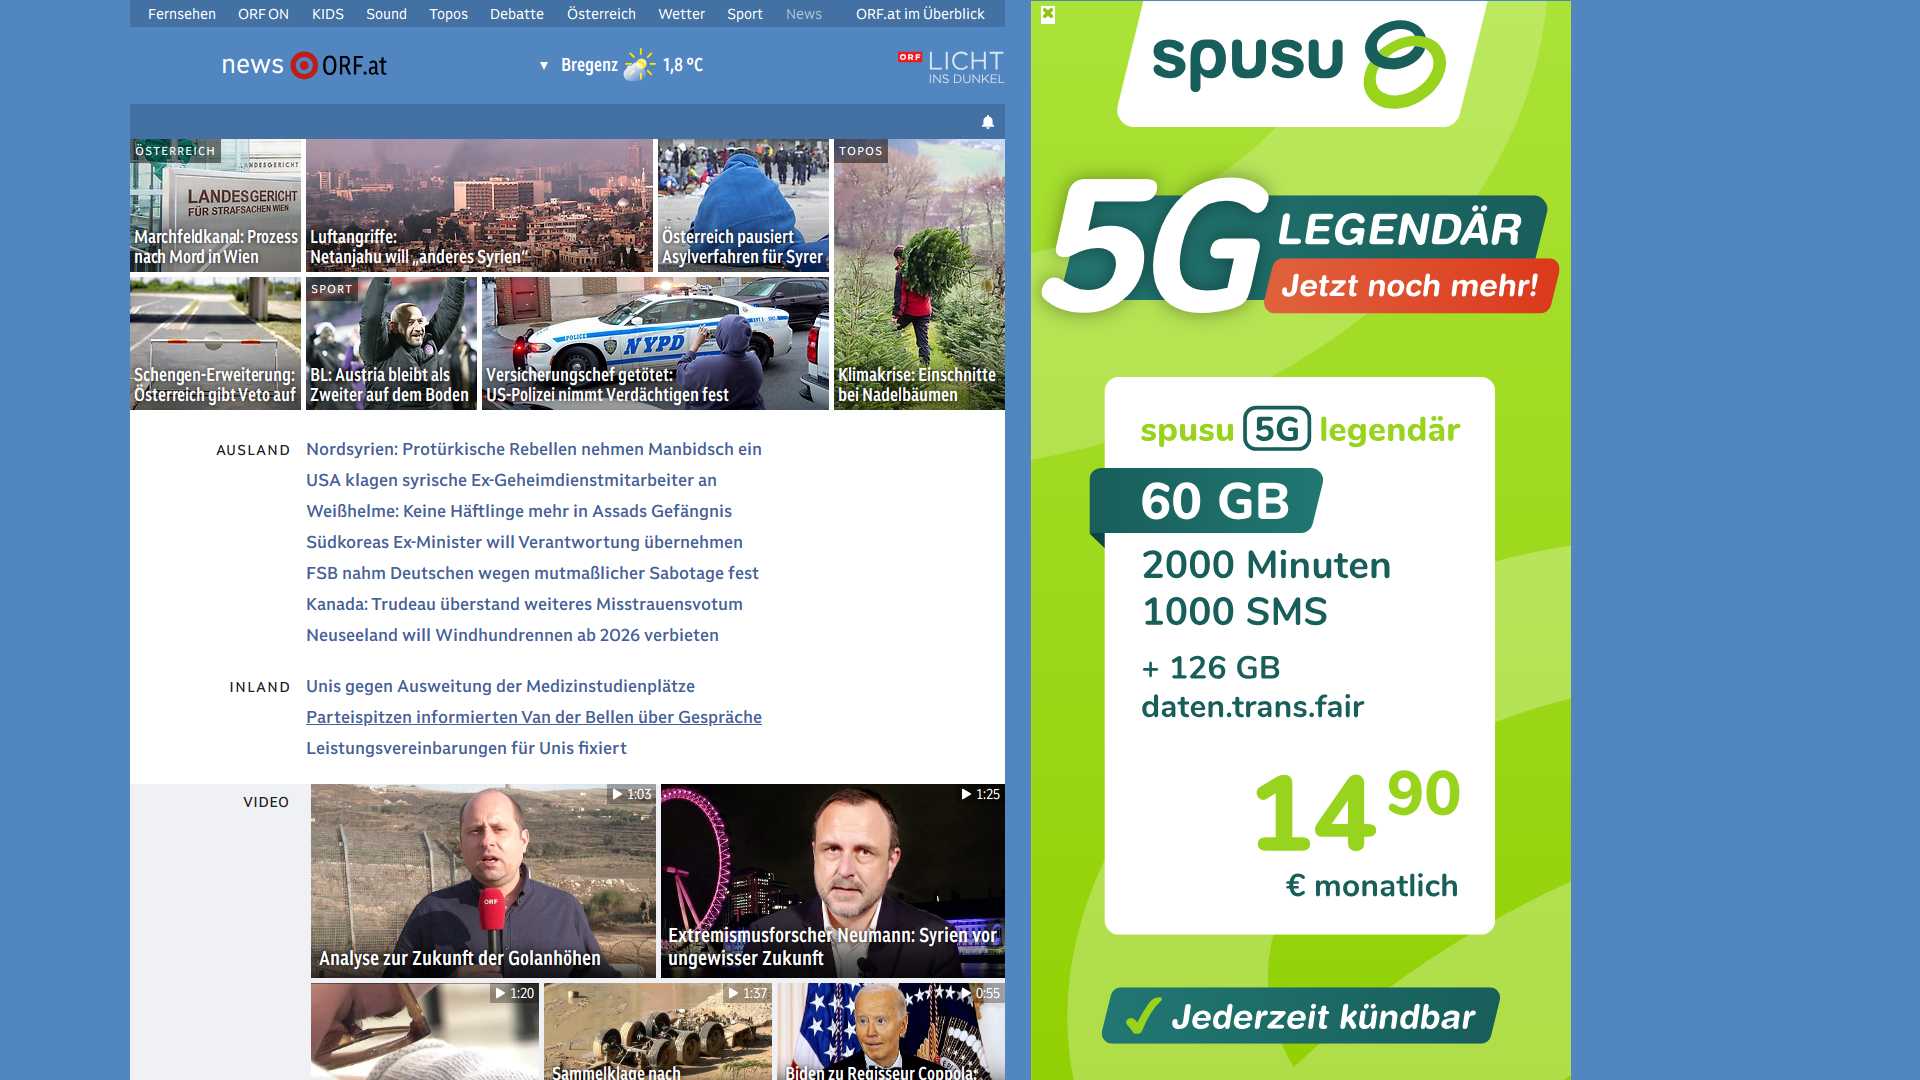 Fernsehen ORF ON KIDS Sound Topos Debatte Österreich Wetter Sport News ORF.at im Überblick
news ORF.at
▼ Bregenz 1,8 °C
ORF LICHT
INS DUNKEL
ÖSTERREICH
LANDESGERICHT
LANDESGERICHT
FÜR STRAFSACHEN WIEN
Marchfeldkanal: Prozess
nach Mord in Wien
Luftangriffe:
Netanjahu will „anderes Syrien“
Österreich pausiert
Asylverfahren für Syrer
TOPOS
Klimakrise: Einschnitte
bei Nadelbäumen
Schengen-Erweiterung:
Österreich gibt Veto auf
SPORT
BL: Austria bleibt als
Zweiter auf dem Boden
POLICE
NYPD
Versicherungschef getötet:
US-Polizei nimmt Verdächtigen fest
AUSLAND
Nordsyrien: Protürkische Rebellen nehmen Manbidsch ein
USA klagen syrische Ex-Geheimdienstmitarbeiter an
Weißhelme: Keine Häftlinge mehr in Assads Gefängnis
Südkoreas Ex-Minister will Verantwortung übernehmen
FSB nahm Deutschen wegen mutmaßlicher Sabotage fest
Kanada: Trudeau überstand weiteres Misstrauensvotum
Neuseeland will Windhundrennen ab 2026 verbieten
INLAND
Unis gegen Ausweitung der Medizinstudienplätze
Parteispitzen informierten Van der Bellen über Gespräche
Leistungsvereinbarungen für Unis fixiert
VIDEO
1:03
ORF
Analyse zur Zukunft der Golanhöhen
1:25
Extremismusforscher Neumann: Syrien vor
ungewisser Zukunft
1:20
1:37
Sammelklage nach
0:55
Biden zu Regisseur Coppola:
spusu
5G LEGENDÄR
Jetzt noch mehr!
spusu 5G legendär
60 GB
2000 Minuten
1000 SMS
+ 126 GB
daten.trans.fair
14 90
€ monatlich
Jederzeit kündbar